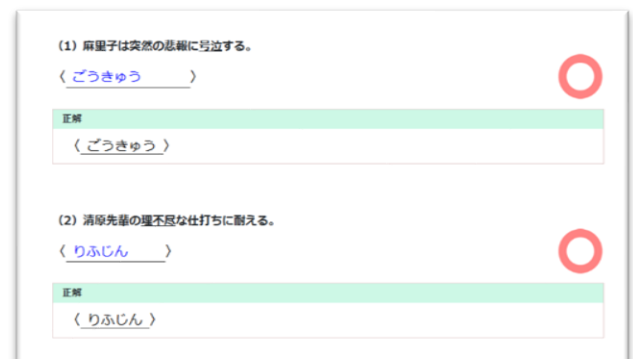 (1) 麻里子は突然の悲報に号泣する。
〈 ごうきゅう 〉
正解
〈 ごうきゅう 〉
(2) 清原先輩の理不尽な仕打ちに耐える。
〈 りふじん 〉
正解
〈 りふじん 〉